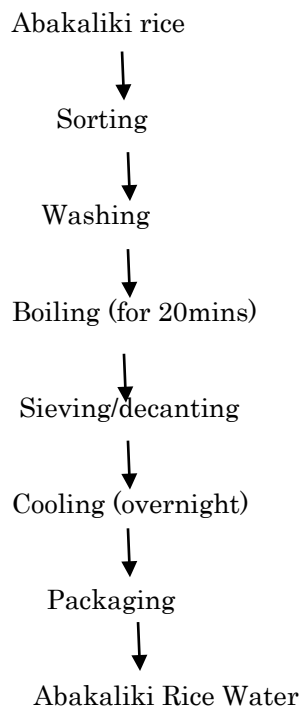 Abakaliki rice
Sorting
Washing
Boiling (for 20mins)
Sieving/decanting
Cooling (overnight)
Packaging
Abakaliki Rice Water